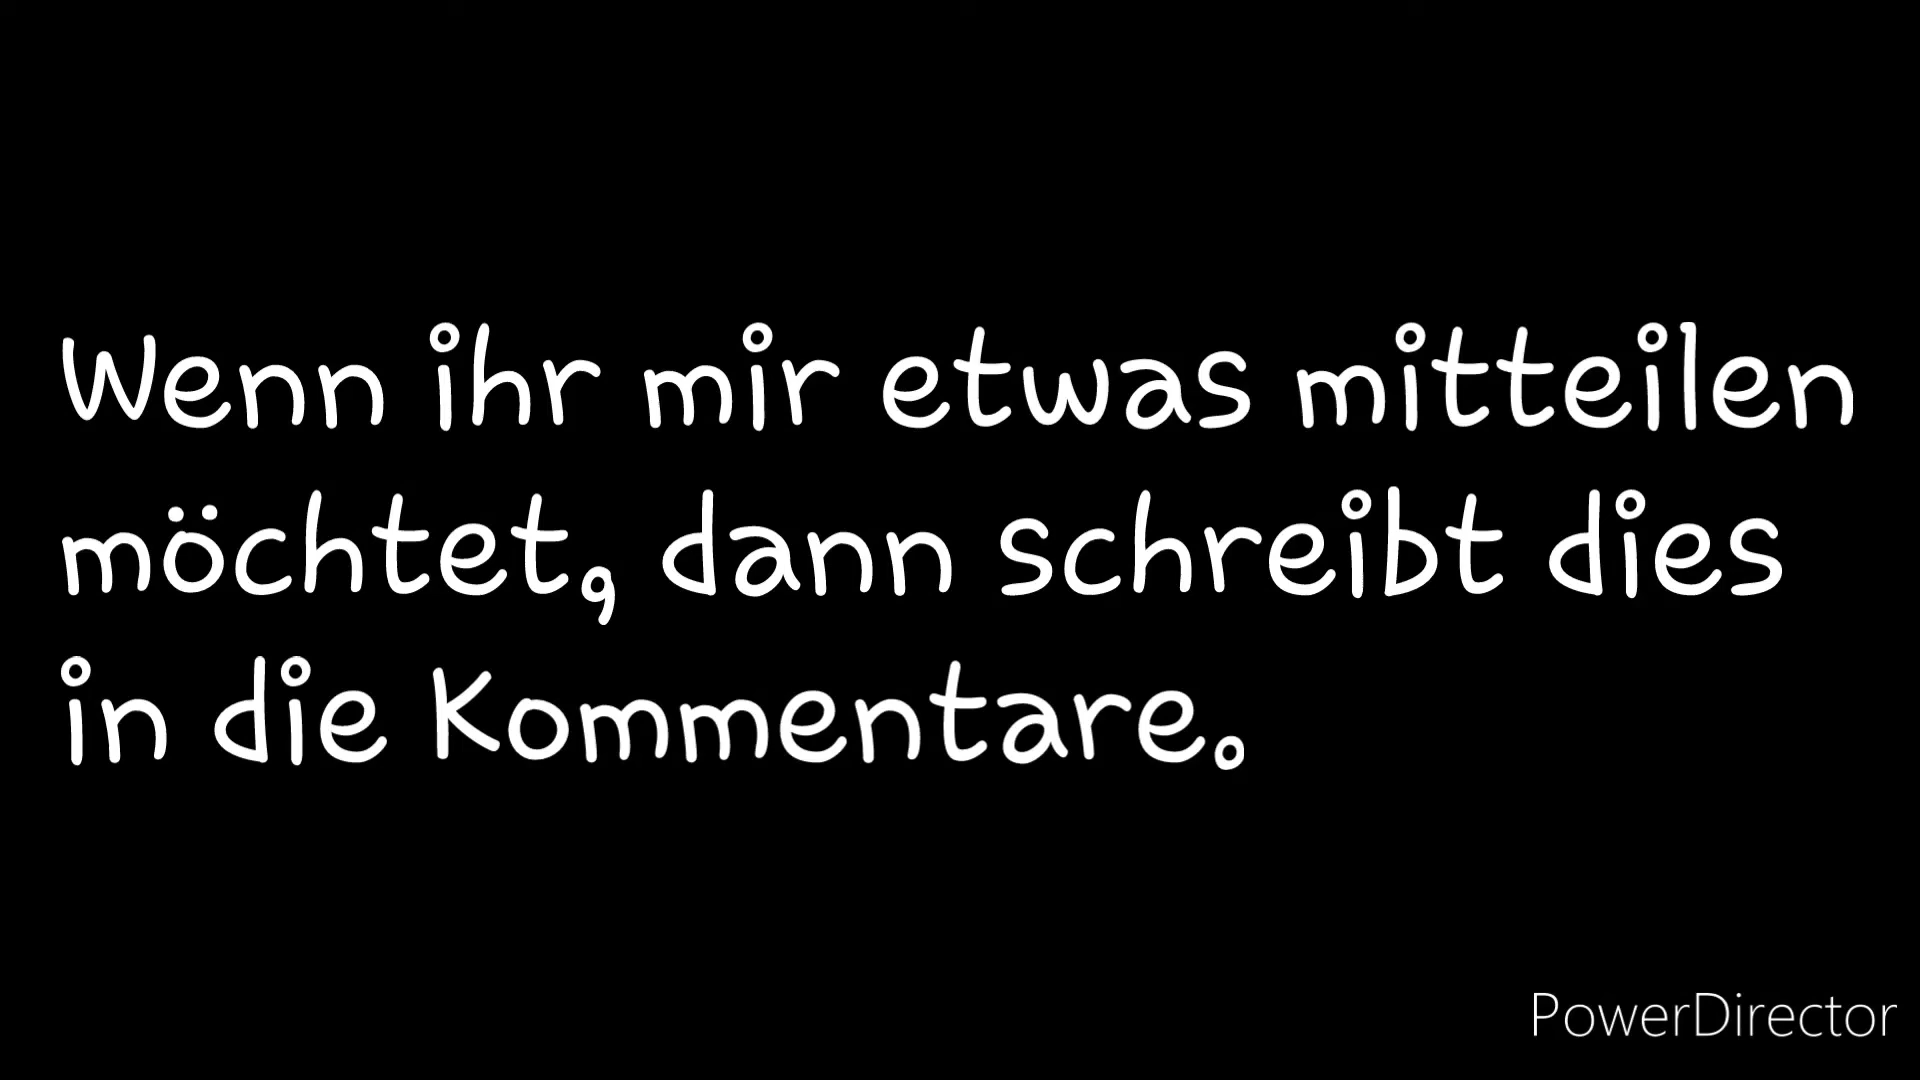 Wenn ihr mir etwas mitteilen
möchtet, dann schreibt dies
in die Kommentare.
PowerDirector